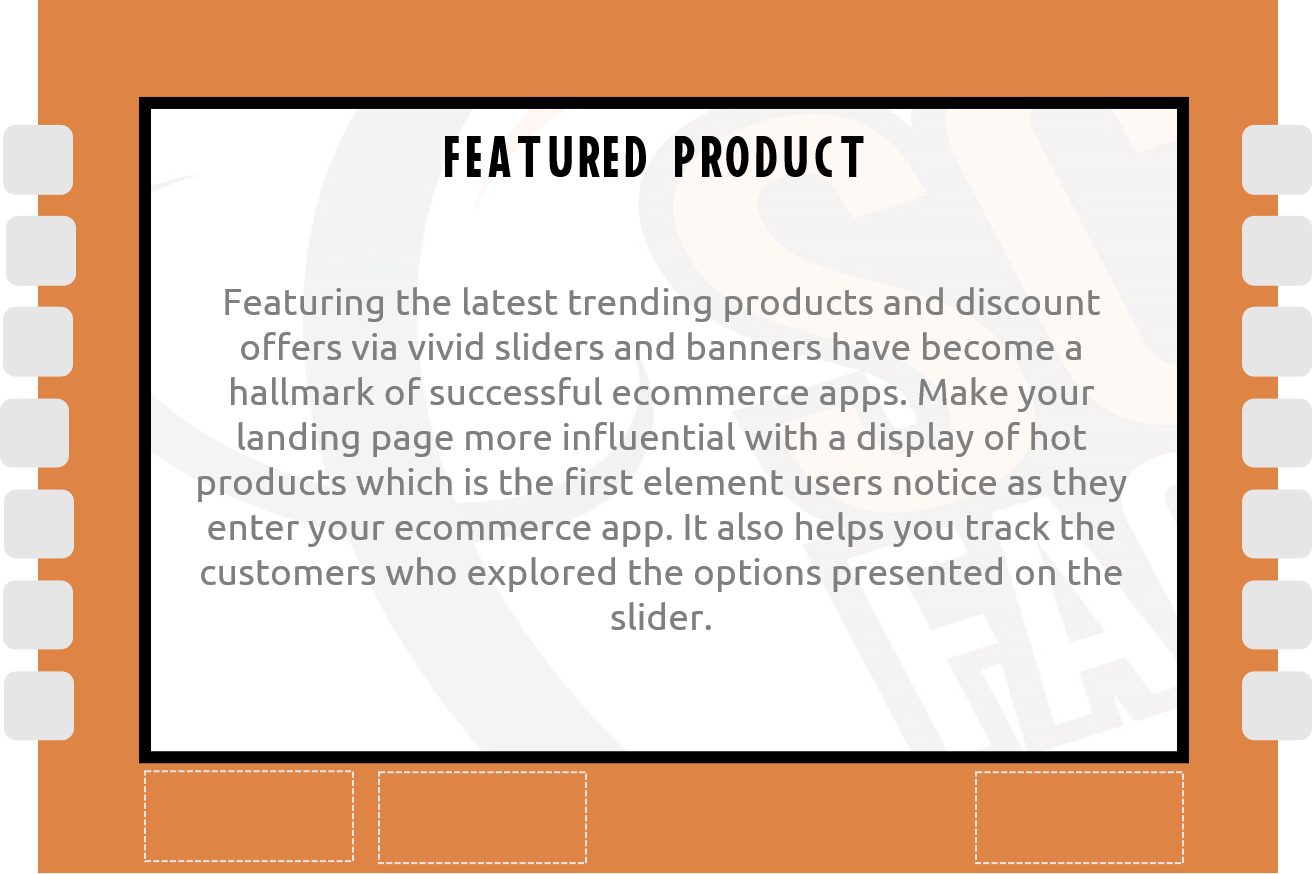 FEATURED PRODUCT
Featuring the latest trending products and discount
offers via vivid sliders and banners have become a
hallmark of successful ecommerce apps. Make your
landing page more influential with a display of hot
products which is the first element users notice as they
enter your ecommerce app. It also helps you track the
customers who explored the options presented on the
slider.